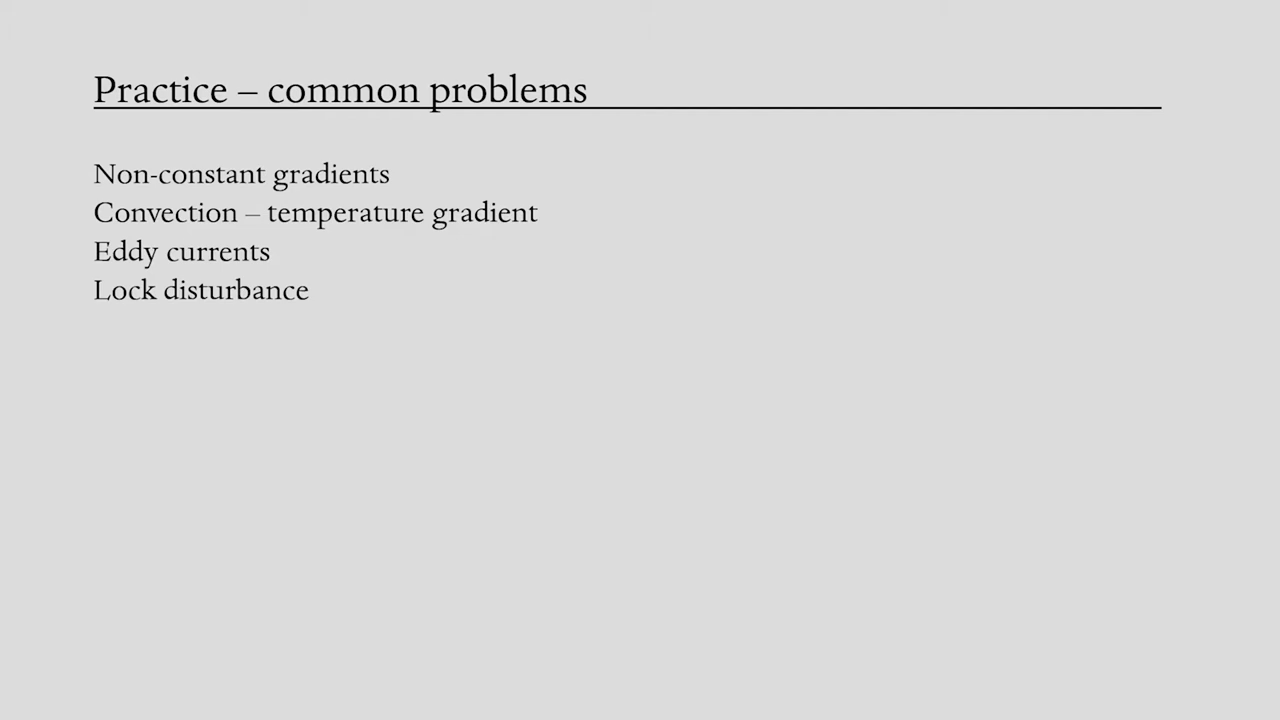 Practice – common problems
Non-constant gradients
Convection – temperature gradient
Eddy currents
Lock disturbance